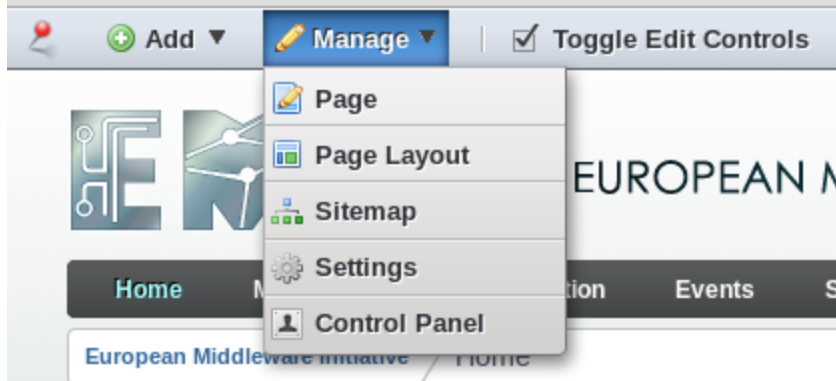 Add Manage Toggle Edit Controls
Page
Page Layout
Sitemap
Settings
Control Panel
EUROPEAN
Home Events
European Middleware Initiative Home